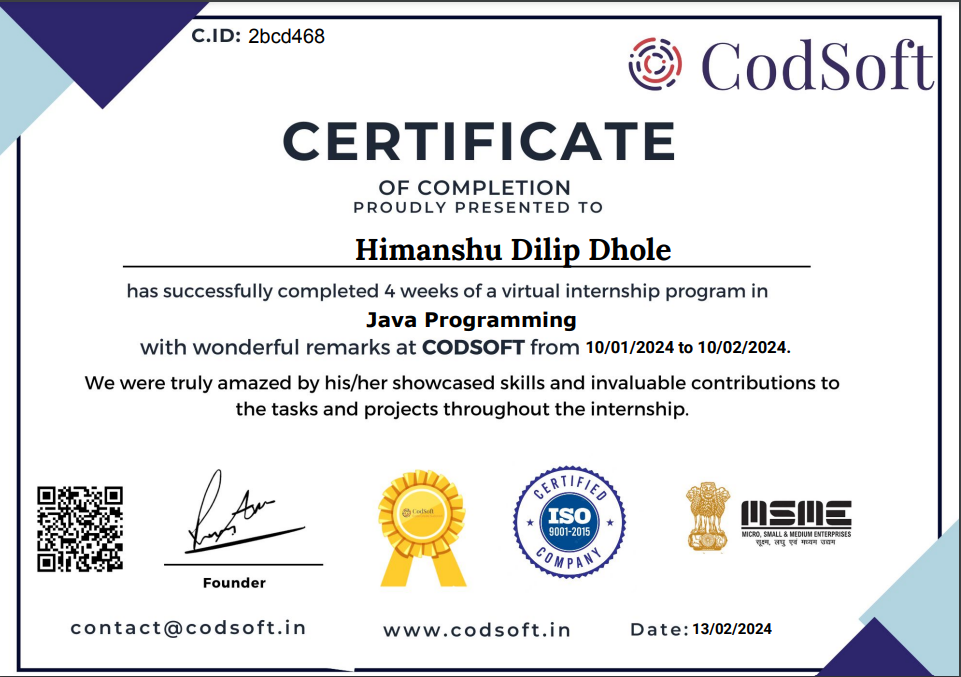 C.ID: 2bcd468
CodSoft
CERTIFICATE
OF COMPLETION
PROUDLY PRESENTED TO
Himanshu Dilip Dhole
has successfully completed 4 weeks of a virtual internship program in
Java Programming
with wonderful remarks at CODSOFT from 10/01/2024 to 10/02/2024.
We were truly amazed by his/her showcased skills and invaluable contributions to
the tasks and projects throughout the internship.
Founder
CodSoft
CERTIFIED
ISO
9001-2015
COMPANY
MSME
MICRO, SMALL & MEDIUM ENTERPRISES
सूक्ष्म, लघु एवं मध्यम उद्यम
contact@codsoft.in
www.codsoft.in
Date: 13/02/2024